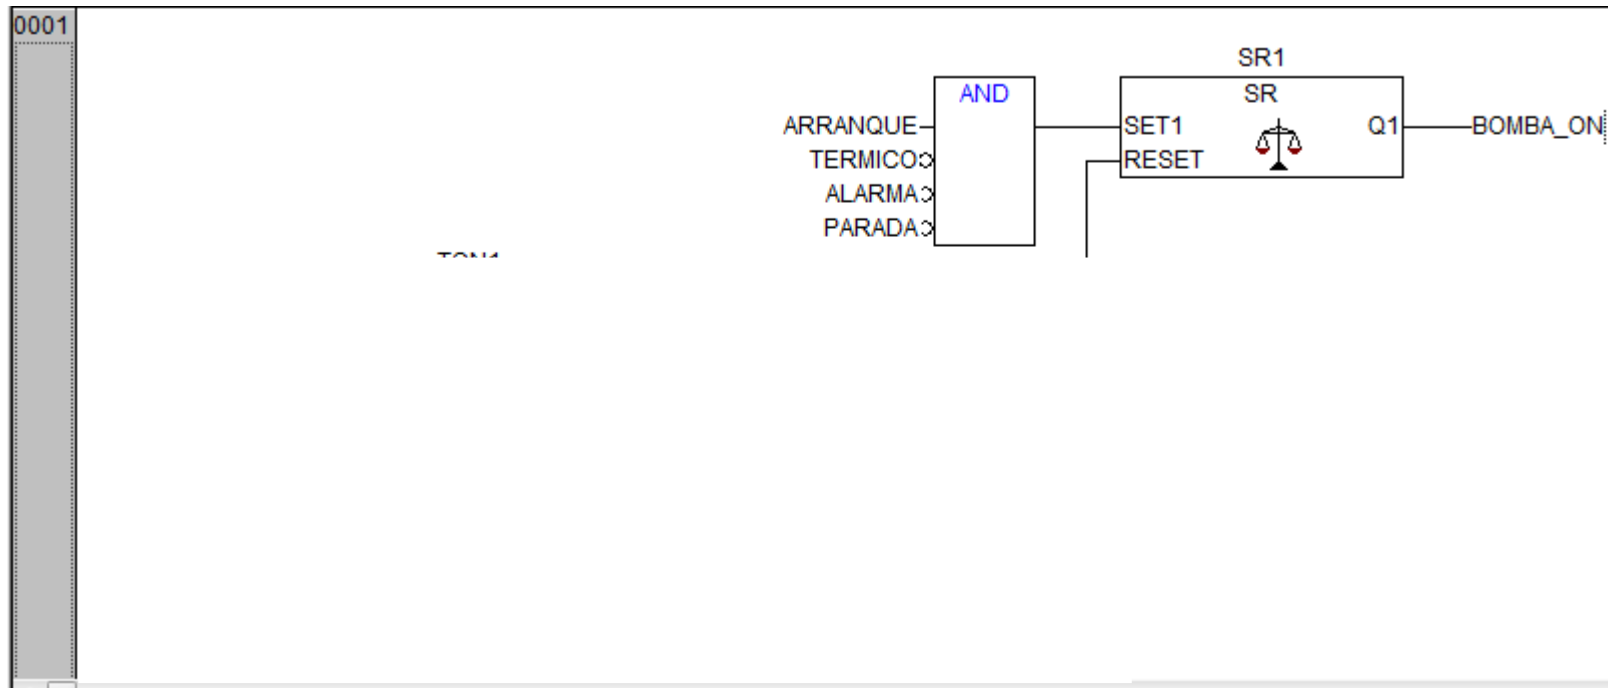 0001
SR1
AND
SR
ARRANQUE
SET1
Q1
BOMBA_ON
TERMICO
RESET
ALARMA
PARADA